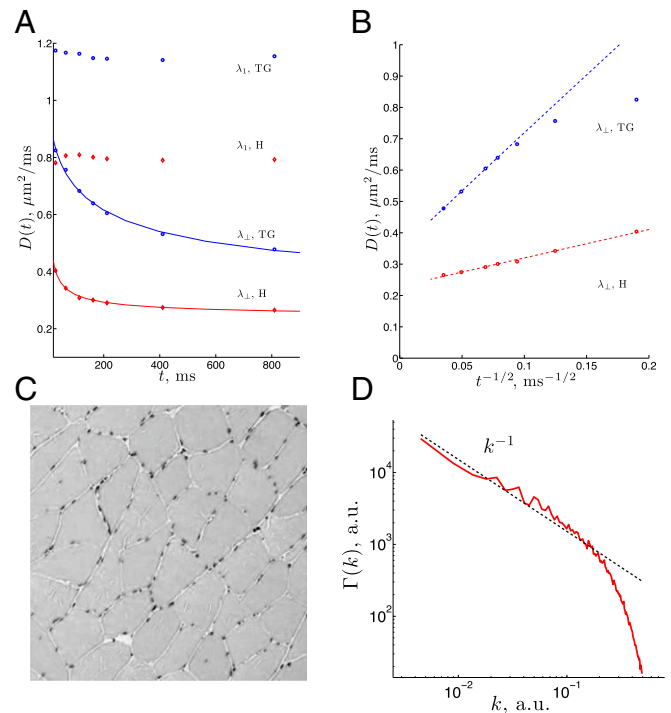 A
D(t), μm²/ms
1.2
1
0.8
0.6
0.4
0.2
λ₁, TG
λ₁, H
λ⊥, TG
λ⊥, H
200
400
600
800
t, ms
B
D(t), μm²/ms
1
0.9
0.8
0.7
0.6
0.5
0.4
0.3
0.2
0.1
0
λ⊥, TG
λ⊥, H
0
0.05
0.1
0.15
0.2
t⁻¹/², ms⁻¹/²
C
D
Γ(k), a.u.
10⁴
10³
10²
k⁻¹
10⁻²
10⁻¹
k, a.u.